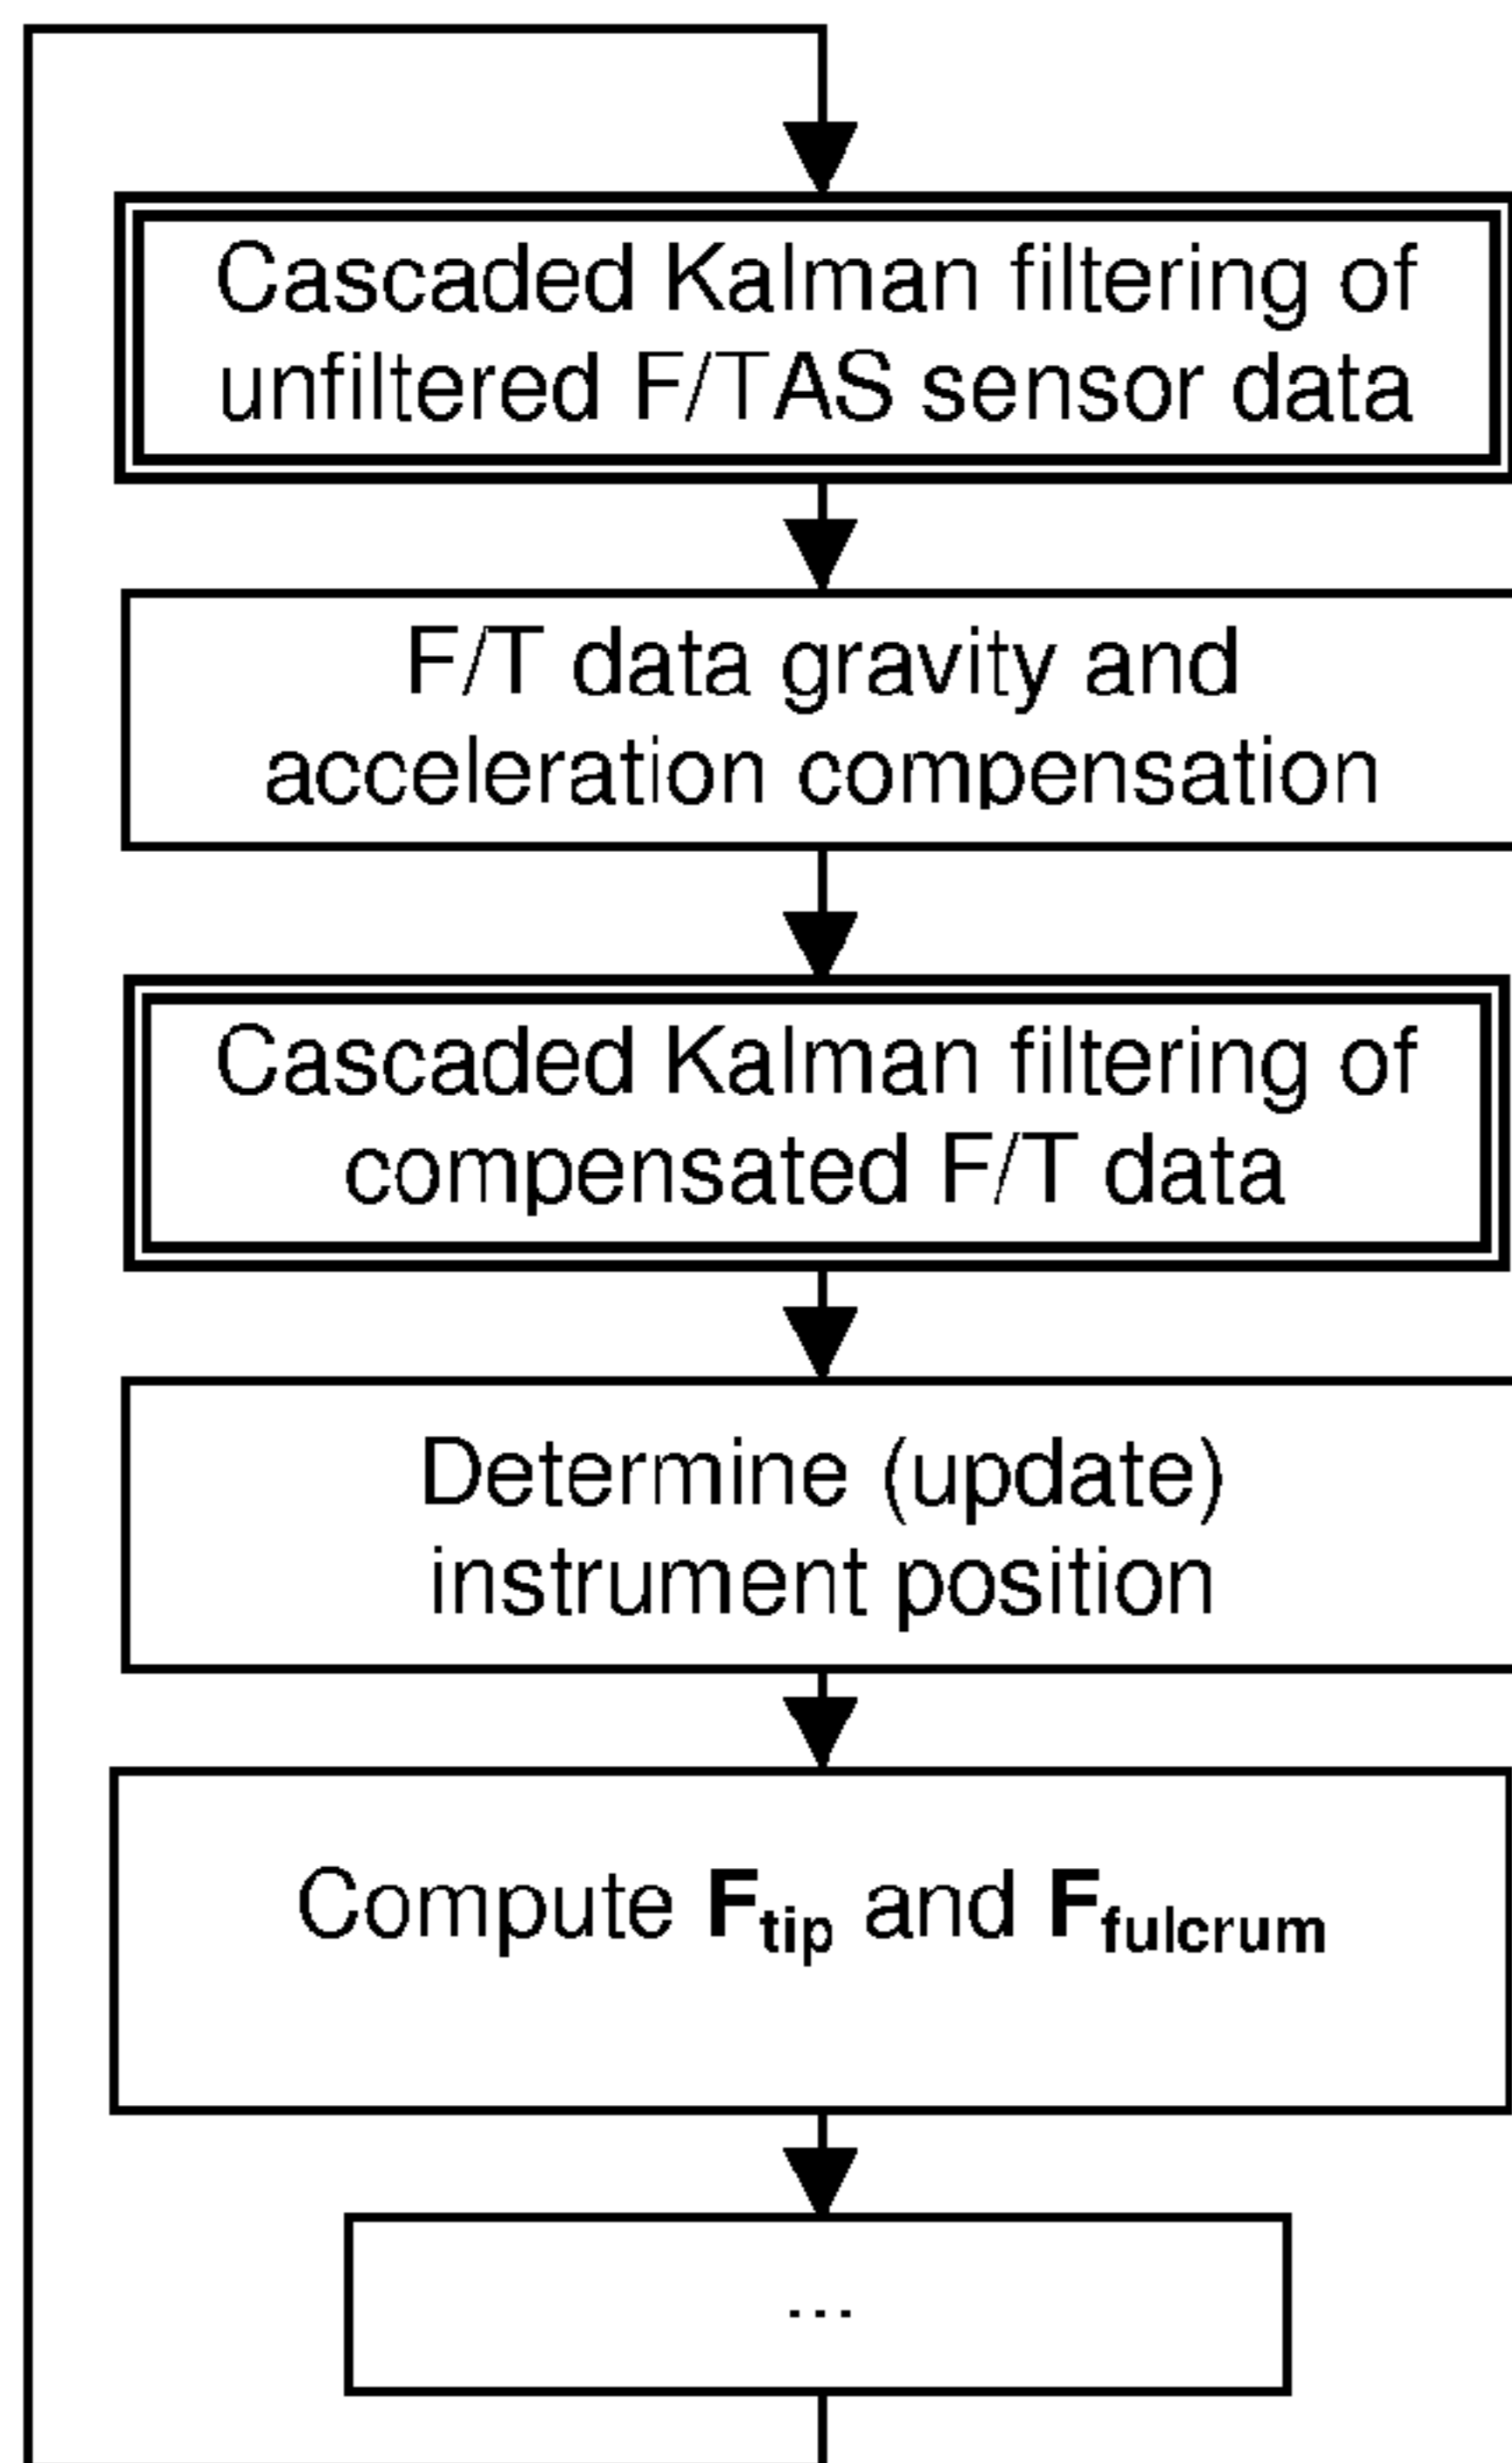 Cascaded Kalman filtering of
unfiltered F/TAS sensor data
F/T data gravity and
acceleration compensation
Cascaded Kalman filtering of
compensated F/T data
Determine (update)
instrument position
Compute Ftip and Ffulcrum
...